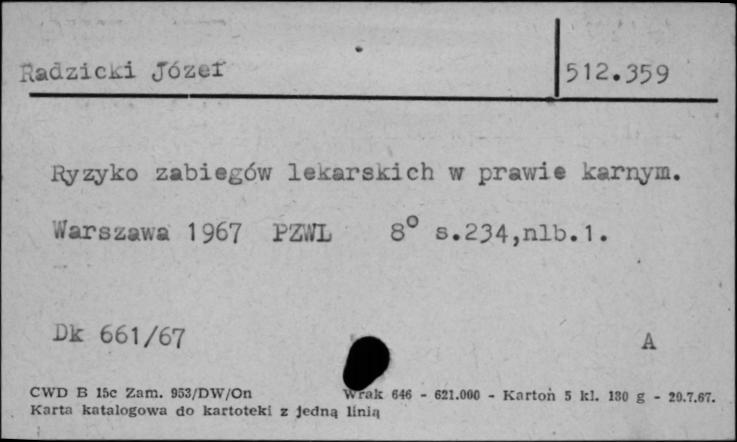 Radzicki Józef 512.359
Ryzyko zabiegów lekarskich w prawie karnym.
Warszawa 1967 PZWL 8° s.234,nlb.1.
Dk 661/67 A
CWD B 15c Zam. 953/DW/On Wrak 646 - 621.000 - Karton 5 kl. 130 g - 20.7.67.
Karta katalogowa do kartoteki z jedną linią